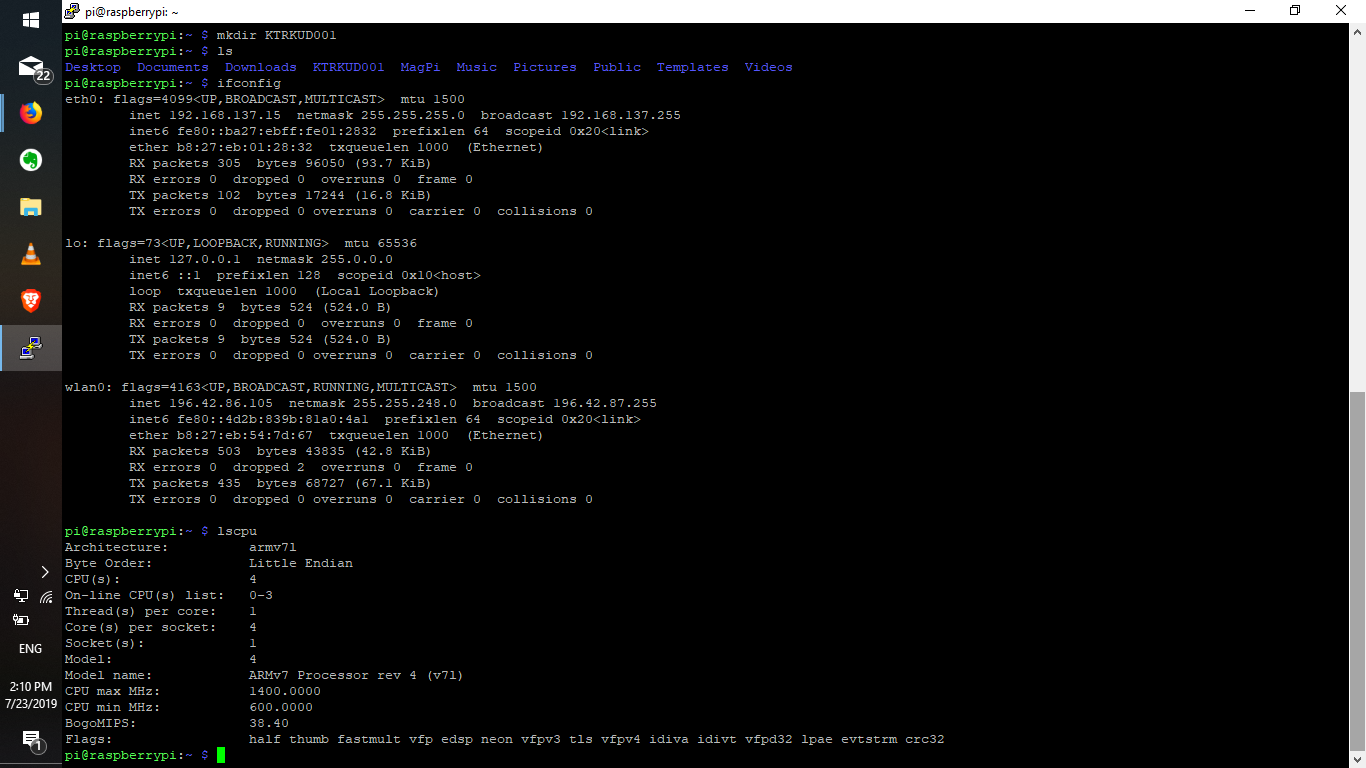 pi@raspberrypi: ~
pi@raspberrypi:~ $ mkdir KTRKUD001
pi@raspberrypi:~ $ ls
Desktop  Documents  Downloads  KTRKUD001  MagPi  Music  Pictures  Public  Templates  Videos
pi@raspberrypi:~ $ ifconfig
eth0: flags=4099<UP,BROADCAST,MULTICAST>  mtu 1500
        inet 192.168.137.15  netmask 255.255.255.0  broadcast 192.168.137.255
        inet6 fe80::ba27:ebff:fe01:2832  prefixlen 64  scopeid 0x20<link>
        ether b8:27:eb:01:28:32  txqueuelen 1000  (Ethernet)
        RX packets 305  bytes 96050 (93.7 KiB)
        RX errors 0  dropped 0  overruns 0  frame 0
        TX packets 102  bytes 17244 (16.8 KiB)
        TX errors 0  dropped 0 overruns 0  carrier 0  collisions 0

lo: flags=73<UP,LOOPBACK,RUNNING>  mtu 65536
        inet 127.0.0.1  netmask 255.0.0.0
        inet6 ::1  prefixlen 128  scopeid 0x10<host>
        loop  txqueuelen 1000  (Local Loopback)
        RX packets 9  bytes 524 (524.0 B)
        RX errors 0  dropped 0  overruns 0  frame 0
        TX packets 9  bytes 524 (524.0 B)
        TX errors 0  dropped 0 overruns 0  carrier 0  collisions 0

wlan0: flags=4163<UP,BROADCAST,RUNNING,MULTICAST>  mtu 1500
        inet 196.42.86.105  netmask 255.255.248.0  broadcast 196.42.87.255
        inet6 fe80::4d2b:839b:81a0:4a1  prefixlen 64  scopeid 0x20<link>
        ether b8:27:eb:54:7d:67  txqueuelen 1000  (Ethernet)
        RX packets 503  bytes 43835 (42.8 KiB)
        RX errors 0  dropped 2  overruns 0  frame 0
        TX packets 435  bytes 68727 (67.1 KiB)
        TX errors 0  dropped 0 overruns 0  carrier 0  collisions 0

pi@raspberrypi:~ $ lscpu
Architecture:          armv7l
Byte Order:            Little Endian
CPU(s):                4
On-line CPU(s) list:   0-3
Thread(s) per core:    1
Core(s) per socket:    4
Socket(s):             1
Model:                 4
Model name:            ARMv7 Processor rev 4 (v7l)
CPU max MHz:           1400.0000
CPU min MHz:           600.0000
BogoMIPS:              38.40
Flags:                 half thumb fastmult vfp edsp neon vfpv3 tls vfpv4 idiva idivt vfpd32 lpae evtstrm crc32
pi@raspberrypi:~ $
22
ENG
2:10 PM
7/23/2019
1